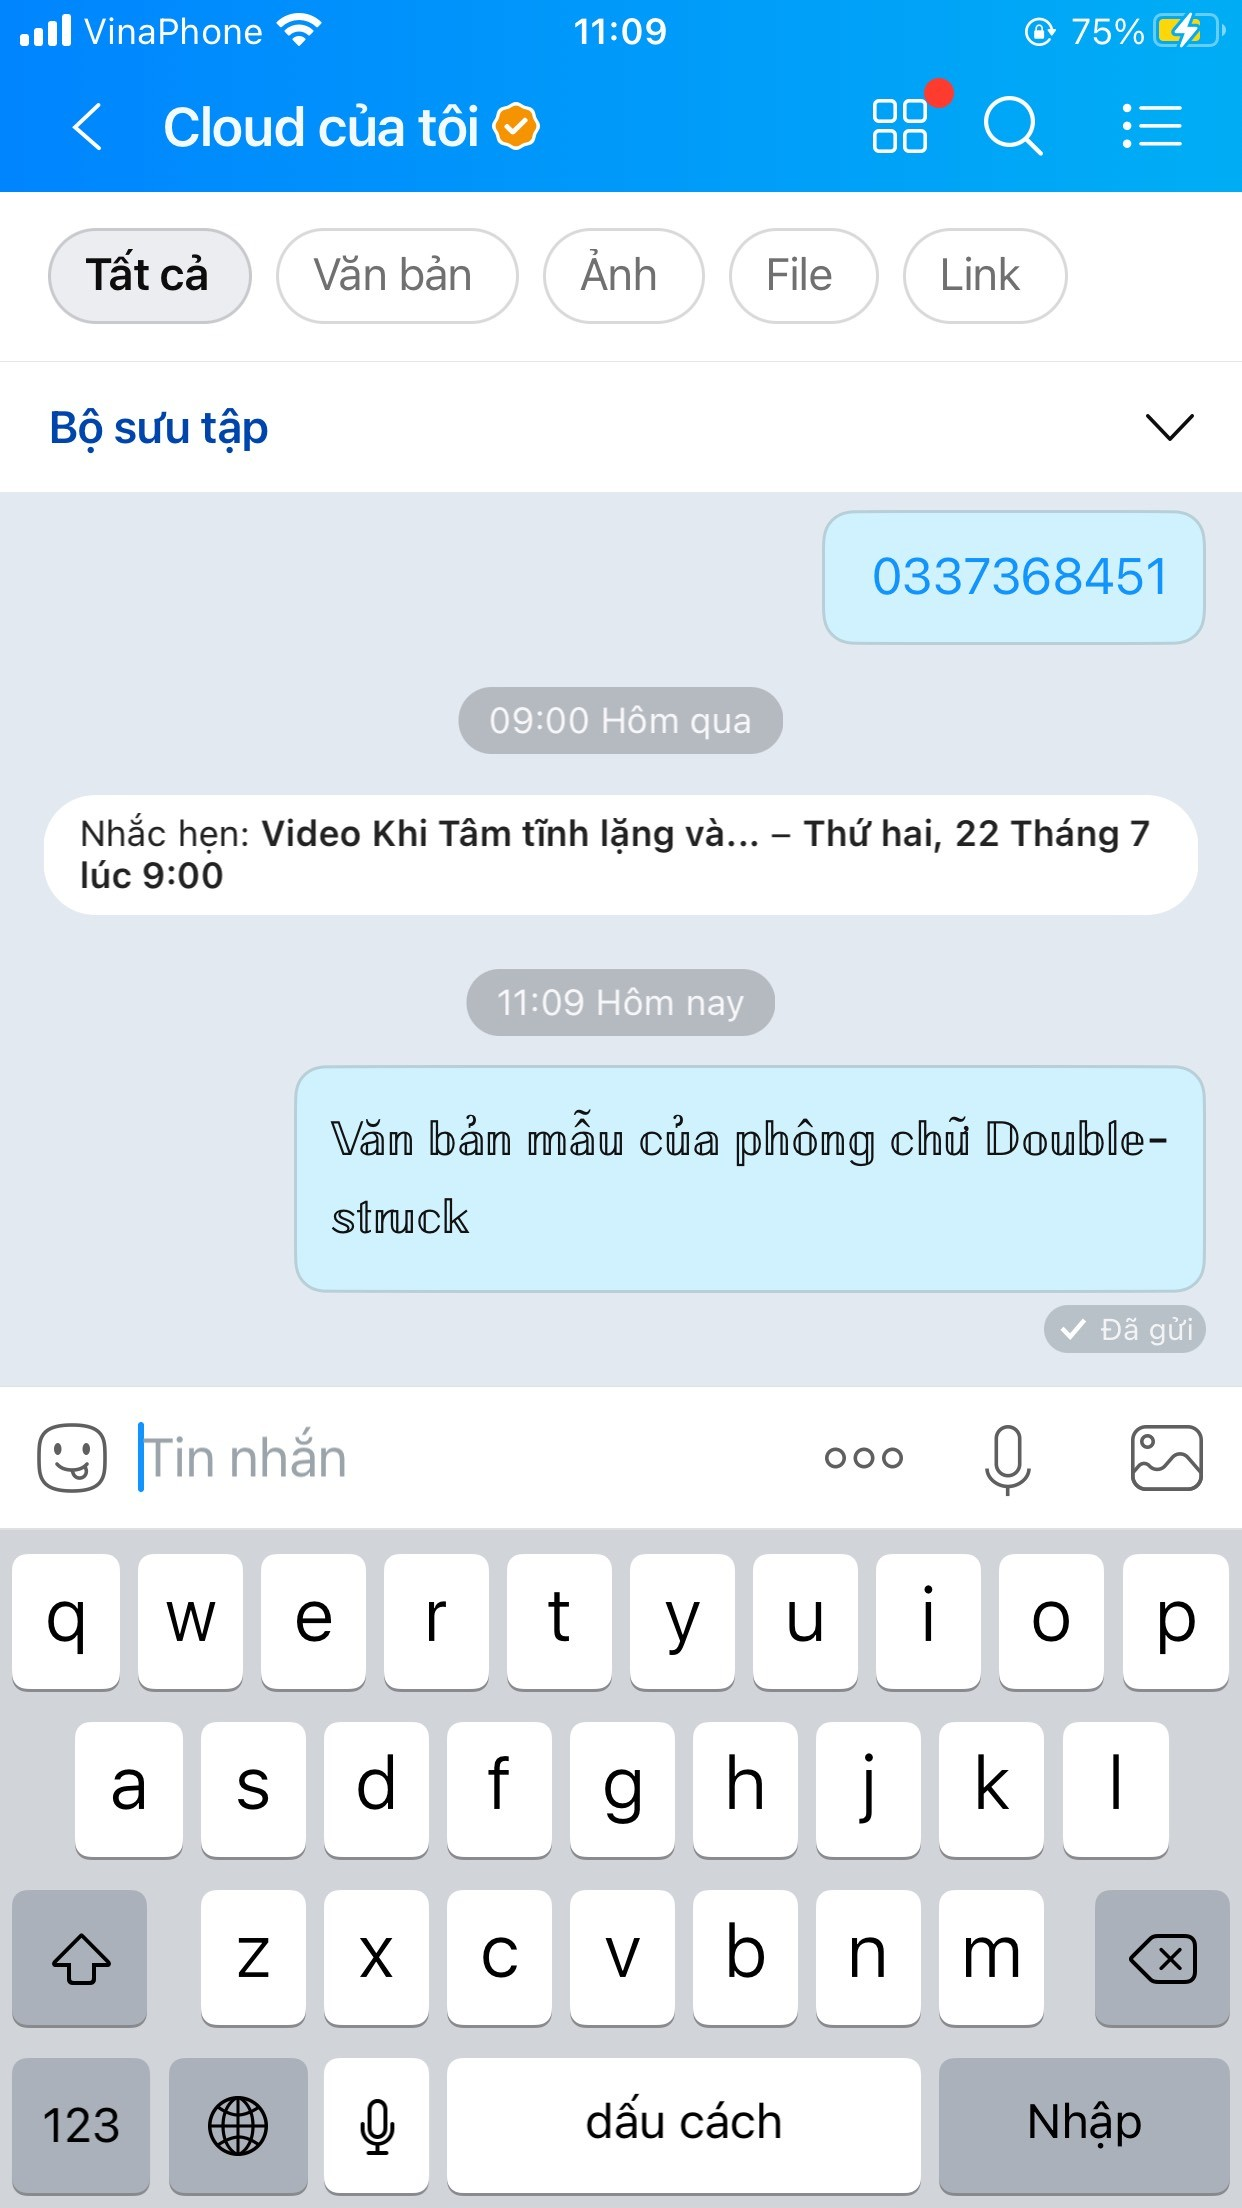 VinaPhone 11:09 75%
Cloud của tôi
Tất cả Văn bản Ảnh File Link
Bộ sưu tập
0337368451
09:00 Hôm qua
Nhắc hẹn: Video Khi Tâm tĩnh lặng và... – Thứ hai, 22 Tháng 7
lúc 9:00
11:09 Hôm nay
𝕍ă𝕟 𝕓ả𝕟 𝕞ẫ𝕦 𝕔ủ𝕒 𝕡𝕙ô𝕟𝕘 𝕔𝕙ữ 𝔻𝕠𝕦𝕓𝕝𝕖-
𝕤𝕥𝕣𝕦𝕔𝕜
Đã gửi
Tin nhắn
q w e r t y u i o p
a s d f g h j k l
z x c v b n m
123 dấu cách Nhập